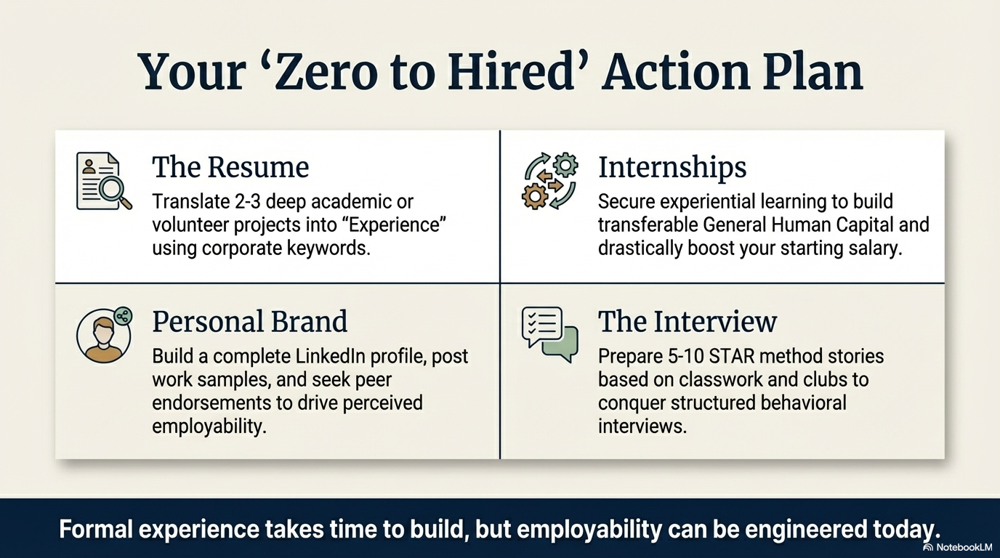 Your ‘Zero to Hired’ Action Plan
The Resume
Translate 2-3 deep academic or
volunteer projects into “Experience”
using corporate keywords.
Internships
Secure experiential learning to build
transferable General Human Capital and
drastically boost your starting salary.
Personal Brand
Build a complete LinkedIn profile, post
work samples, and seek peer
endorsements to drive perceived
employability.
The Interview
Prepare 5-10 STAR method stories
based on classwork and clubs to
conquer structured behavioral
interviews.
Formal experience takes time to build, but employability can be engineered today.
NotebookLM